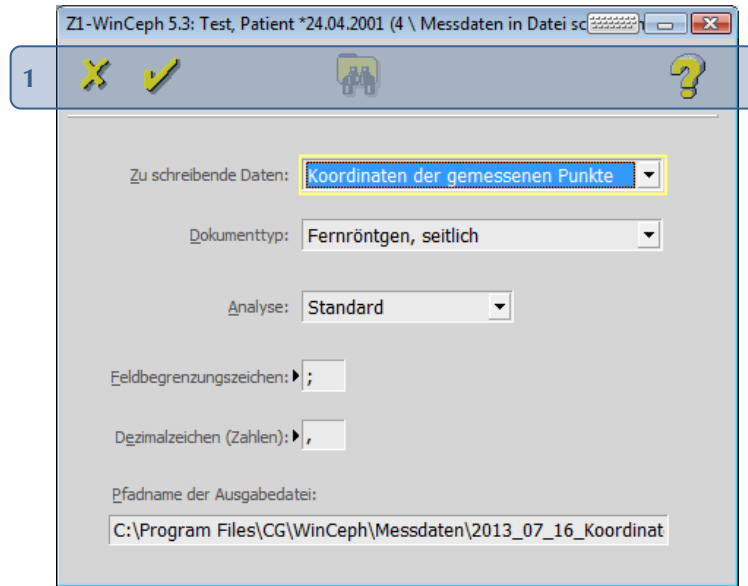 Z1-WinCeph 5.3: Test, Patient *24.04.2001 (4 \ Messdaten in Datei sc
1
Zu schreibende Daten: Koordinaten der gemessenen Punkte
Dokumenttyp: Fernröntgen, seitlich
Analyse: Standard
Feldbegrenzungszeichen: ;
Dezimalzeichen (Zahlen): ,
Pfadname der Ausgabedatei:
C:\Program Files\CG\WinCeph\Messdaten\2013_07_16_Koordinat